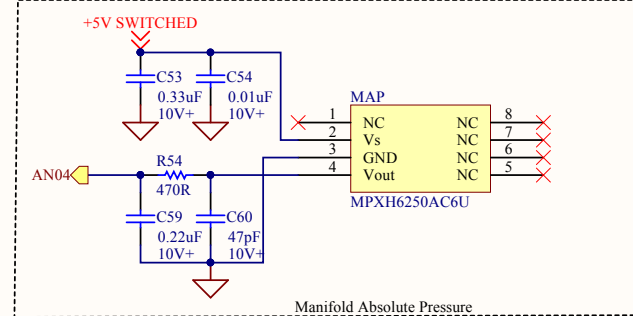 +5V SWITCHED
C53
0.33uF
10V+
C54
0.01uF
10V+
MAP
1 NC NC 8
2 Vs NC 7
3 GND NC 6
4 Vout NC 5
MPXH6250AC6U
AN04
R54
470R
C59
0.22uF
10V+
C60
47pF
10V+
Manifold Absolute Pressure